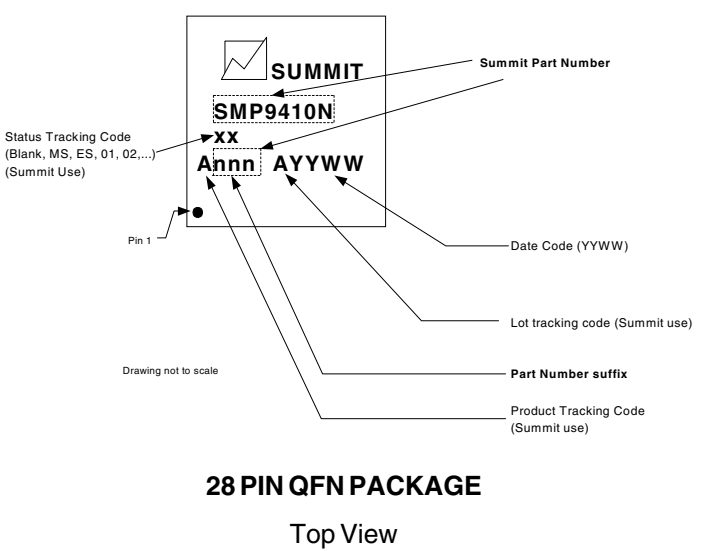 SUMMIT
Summit Part Number
SMP9410N
Status Tracking Code
(Blank, MS, ES, 01, 02,...)
(Summit Use)
xx
Annn AYYWW
Pin 1
Date Code (YYWW)
Lot tracking code (Summit use)
Drawing not to scale
Part Number suffix
Product Tracking Code
(Summit use)
28 PIN QFN PACKAGE
Top View